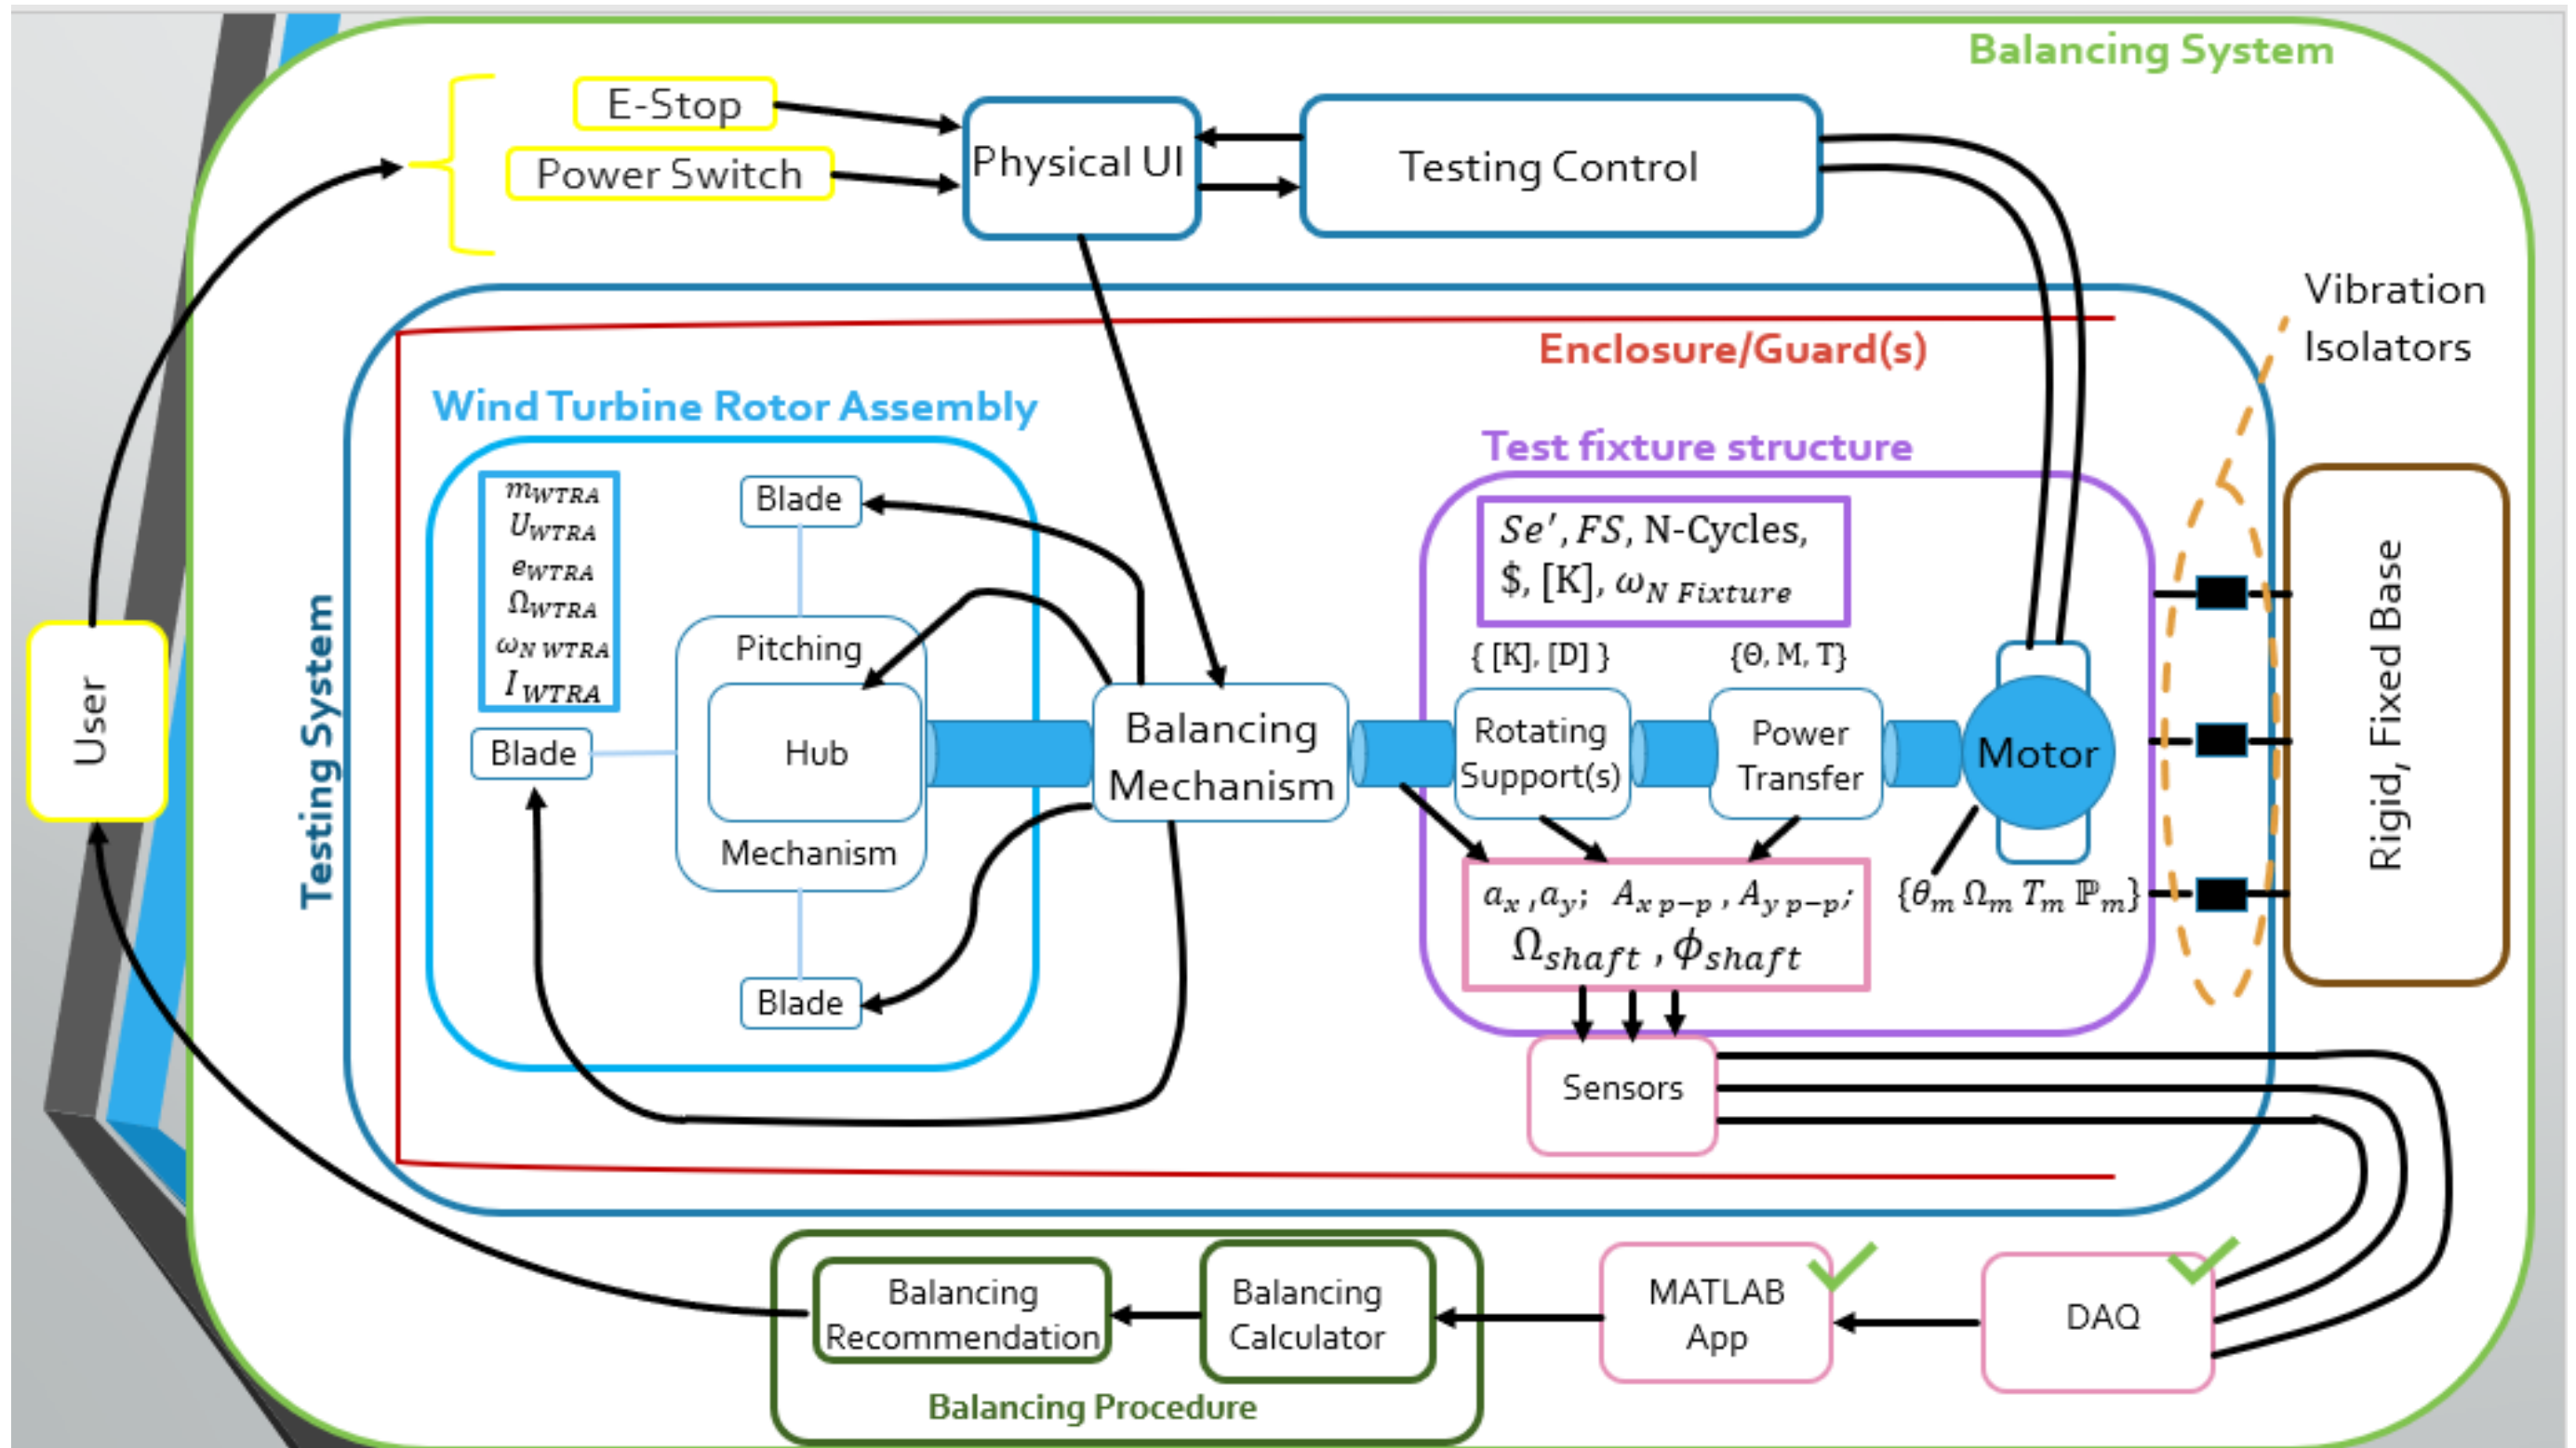 Balancing System
E-Stop
Power Switch
Physical UI
Testing Control
Vibration
Isolators
Enclosure/Guard(s)
Wind Turbine Rotor Assembly
Test fixture structure
m_WTRA
U_WTRA
e_WTRA
Ω_WTRA
ω_N WTRA
I_WTRA
Blade
Pitching
Hub
Mechanism
Blade
Blade
Balancing
Mechanism
Se′, FS, N-Cycles,
$, [K], ω_N Fixture
{ [K], [D] }
{Θ, M, T}
Rotating
Support(s)
Power
Transfer
Motor
a_x ,a_y; A_x p−p , A_y p−p;
Ω_shaft , ϕ_shaft
{θ_m Ω_m T_m ℙ_m}
Rigid, Fixed Base
User
Testing System
Sensors
Balancing
Recommendation
Balancing
Calculator
Balancing Procedure
MATLAB
App
DAQ